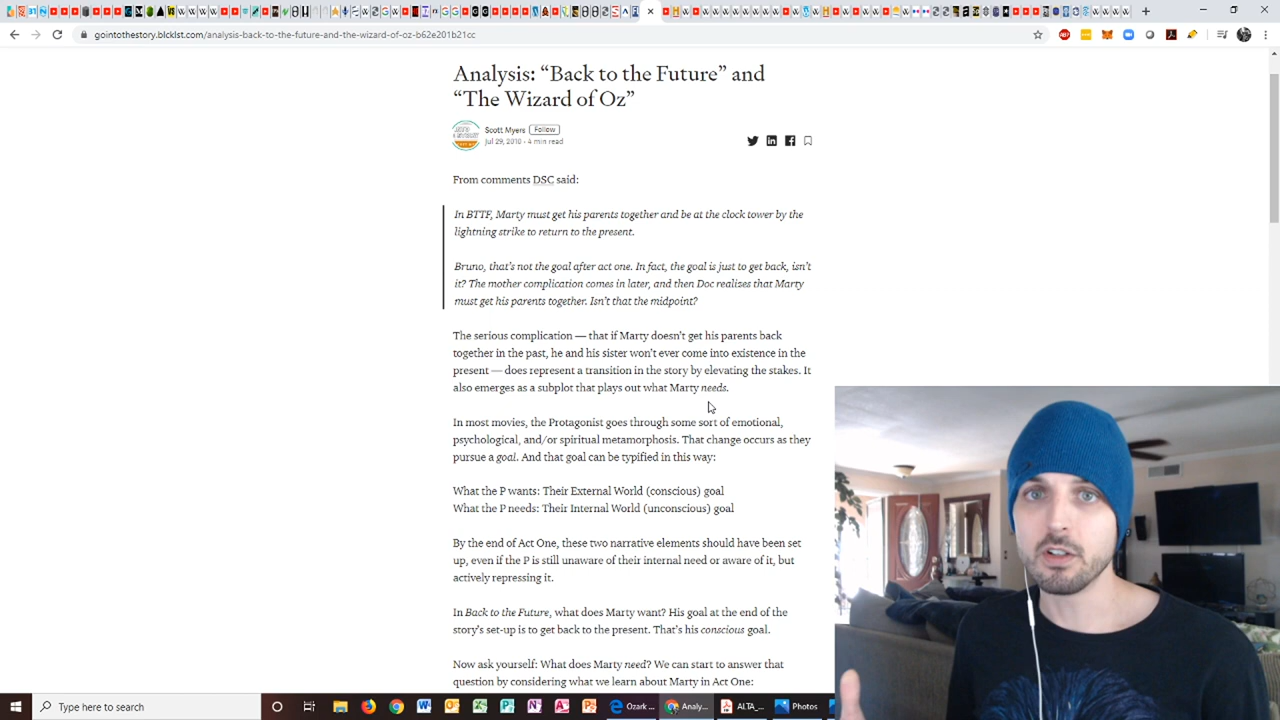 gointothestory.blcklst.com/analysis-back-to-the-future-and-the-wizard-of-oz-b62e201b21cc
Analysis: “Back to the Future” and
“The Wizard of Oz”
Scott Myers Follow
Jul 29, 2010 · 4 min read
From comments DSC said:
In BTTF, Marty must get his parents together and be at the clock tower by the
lightning strike to return to the present.
Bruno, that’s not the goal after act one. In fact, the goal is just to get back, isn’t
it? The mother complication comes in later, and then Doc realizes that Marty
must get his parents together. Isn’t that the midpoint?
The serious complication — that if Marty doesn’t get his parents back
together in the past, he and his sister won’t ever come into existence in the
present — does represent a transition in the story by elevating the stakes. It
also emerges as a subplot that plays out what Marty needs.
In most movies, the Protagonist goes through some sort of emotional,
psychological, and/or spiritual metamorphosis. That change occurs as they
pursue a goal. And that goal can be typified in this way:
What the P wants: Their External World (conscious) goal
What the P needs: Their Internal World (unconscious) goal
By the end of Act One, these two narrative elements should have been set
up, even if the P is still unaware of their internal need or aware of it, but
actively repressing it.
In Back to the Future, what does Marty want? His goal at the end of the
story’s set-up is to get back to the present. That’s his conscious goal.
Now ask yourself: What does Marty need? We can start to answer that
question by considering what we learn about Marty in Act One:
Type here to search
Ozark ...
Analy...
ALTA_...
Photos